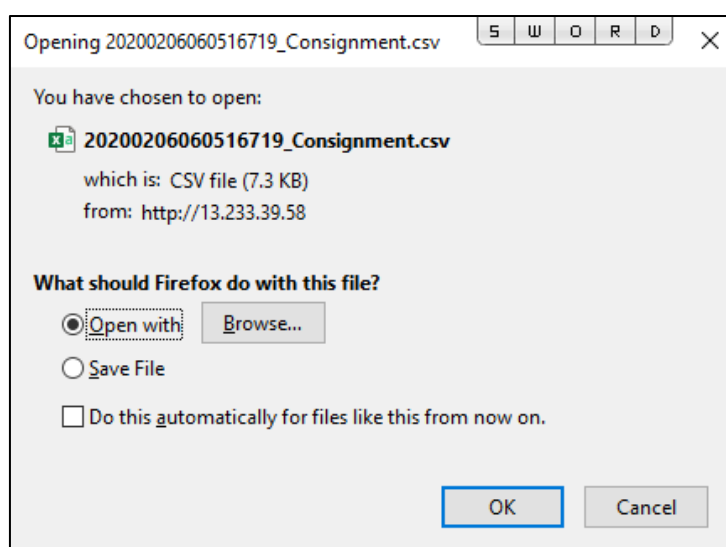 Opening 20200206060516719_Consignment.csv
S W O R D
You have chosen to open:
20200206060516719_Consignment.csv
which is: CSV file (7.3 KB)
from: http://13.233.39.58
What should Firefox do with this file?
Open with Browse...
Save File
Do this automatically for files like this from now on.
OK Cancel